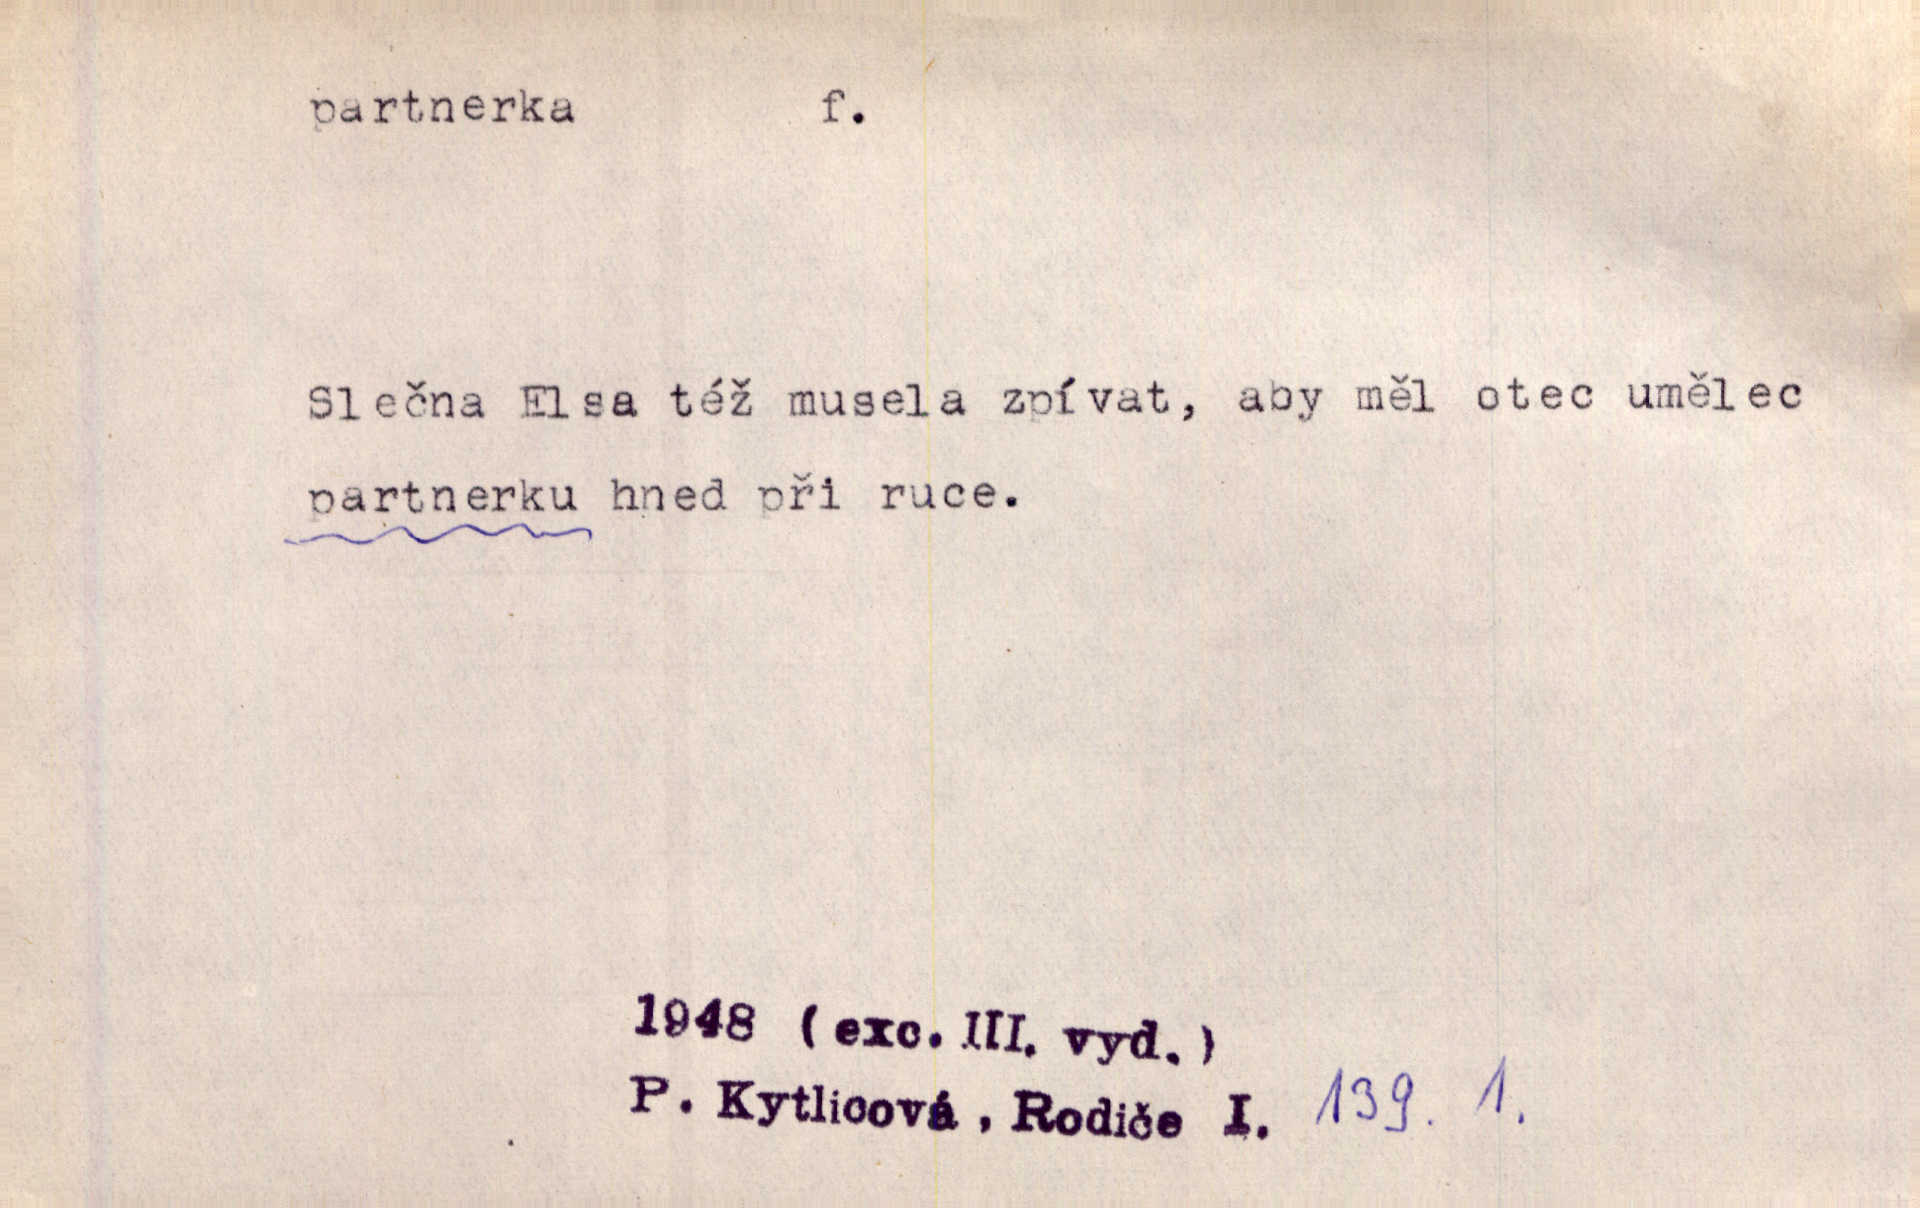 partnerka f.
Slečna Elsa též musela zpívat, aby měl otec umělec
partnerku hned při ruce.
1948 (exc. III. vyd.)
P. Kytlicová, Rodiče I. 139. 1.